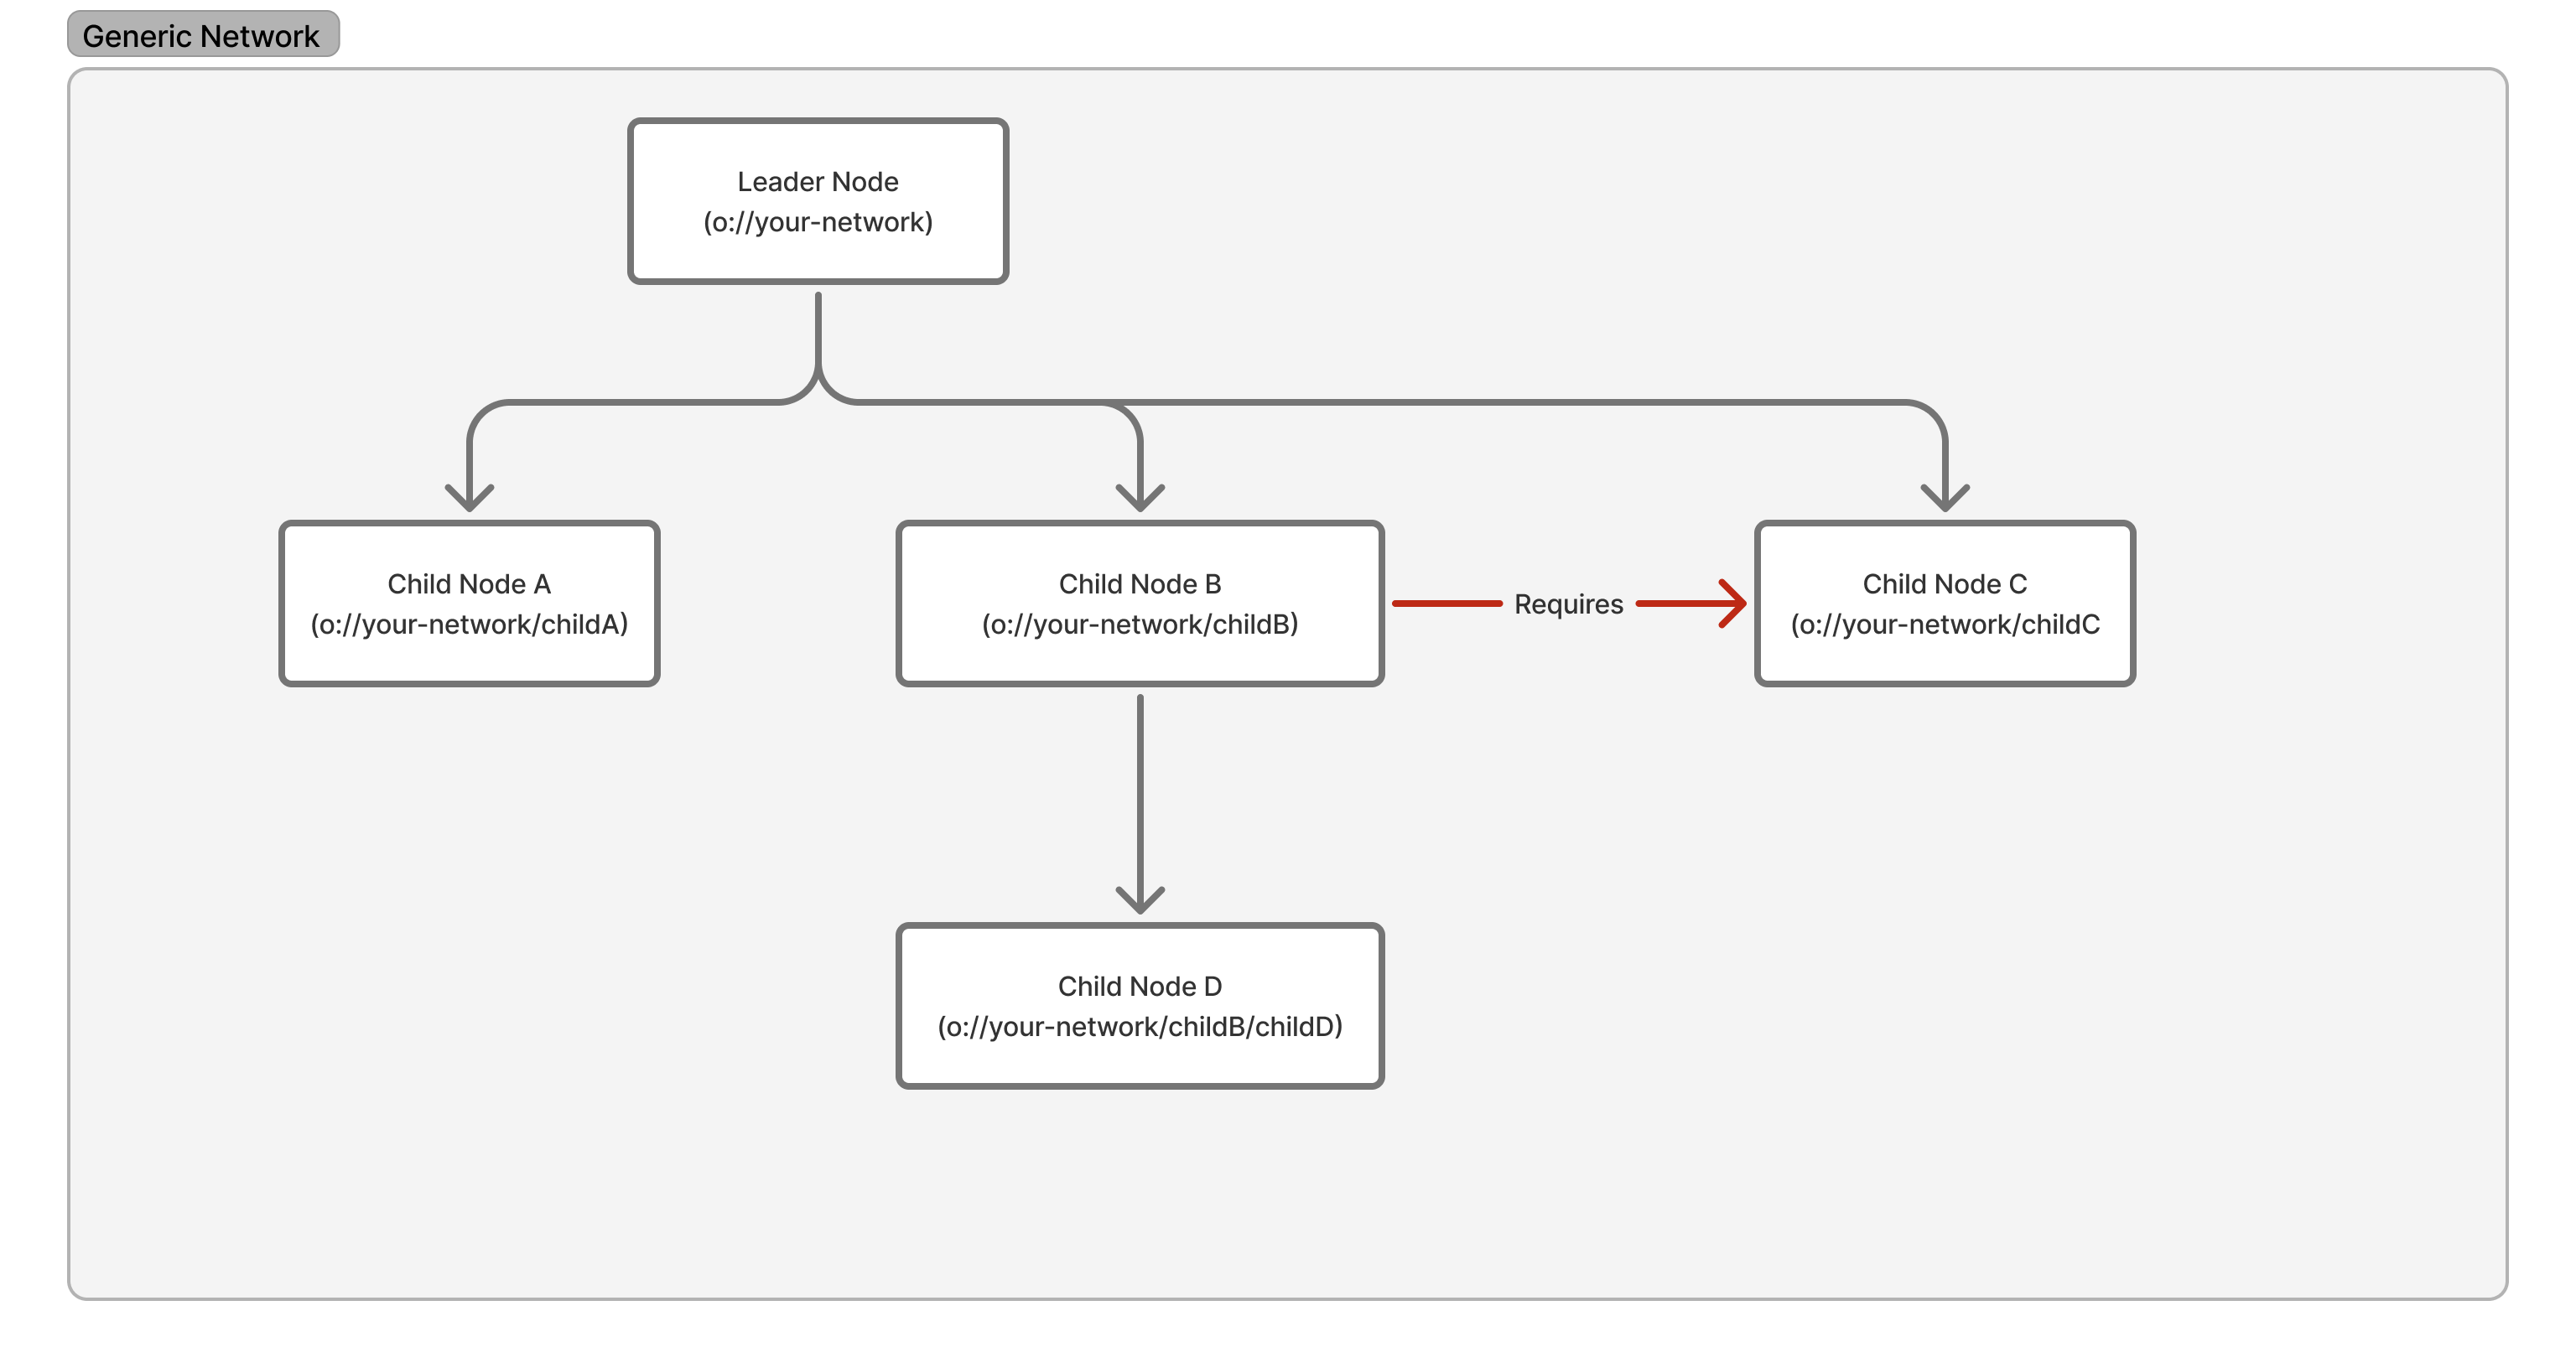 Generic Network
Leader Node
(o://your-network)
Child Node A
(o://your-network/childA)
Child Node B
(o://your-network/childB)
Requires
Child Node C
(o://your-network/childC
Child Node D
(o://your-network/childB/childD)